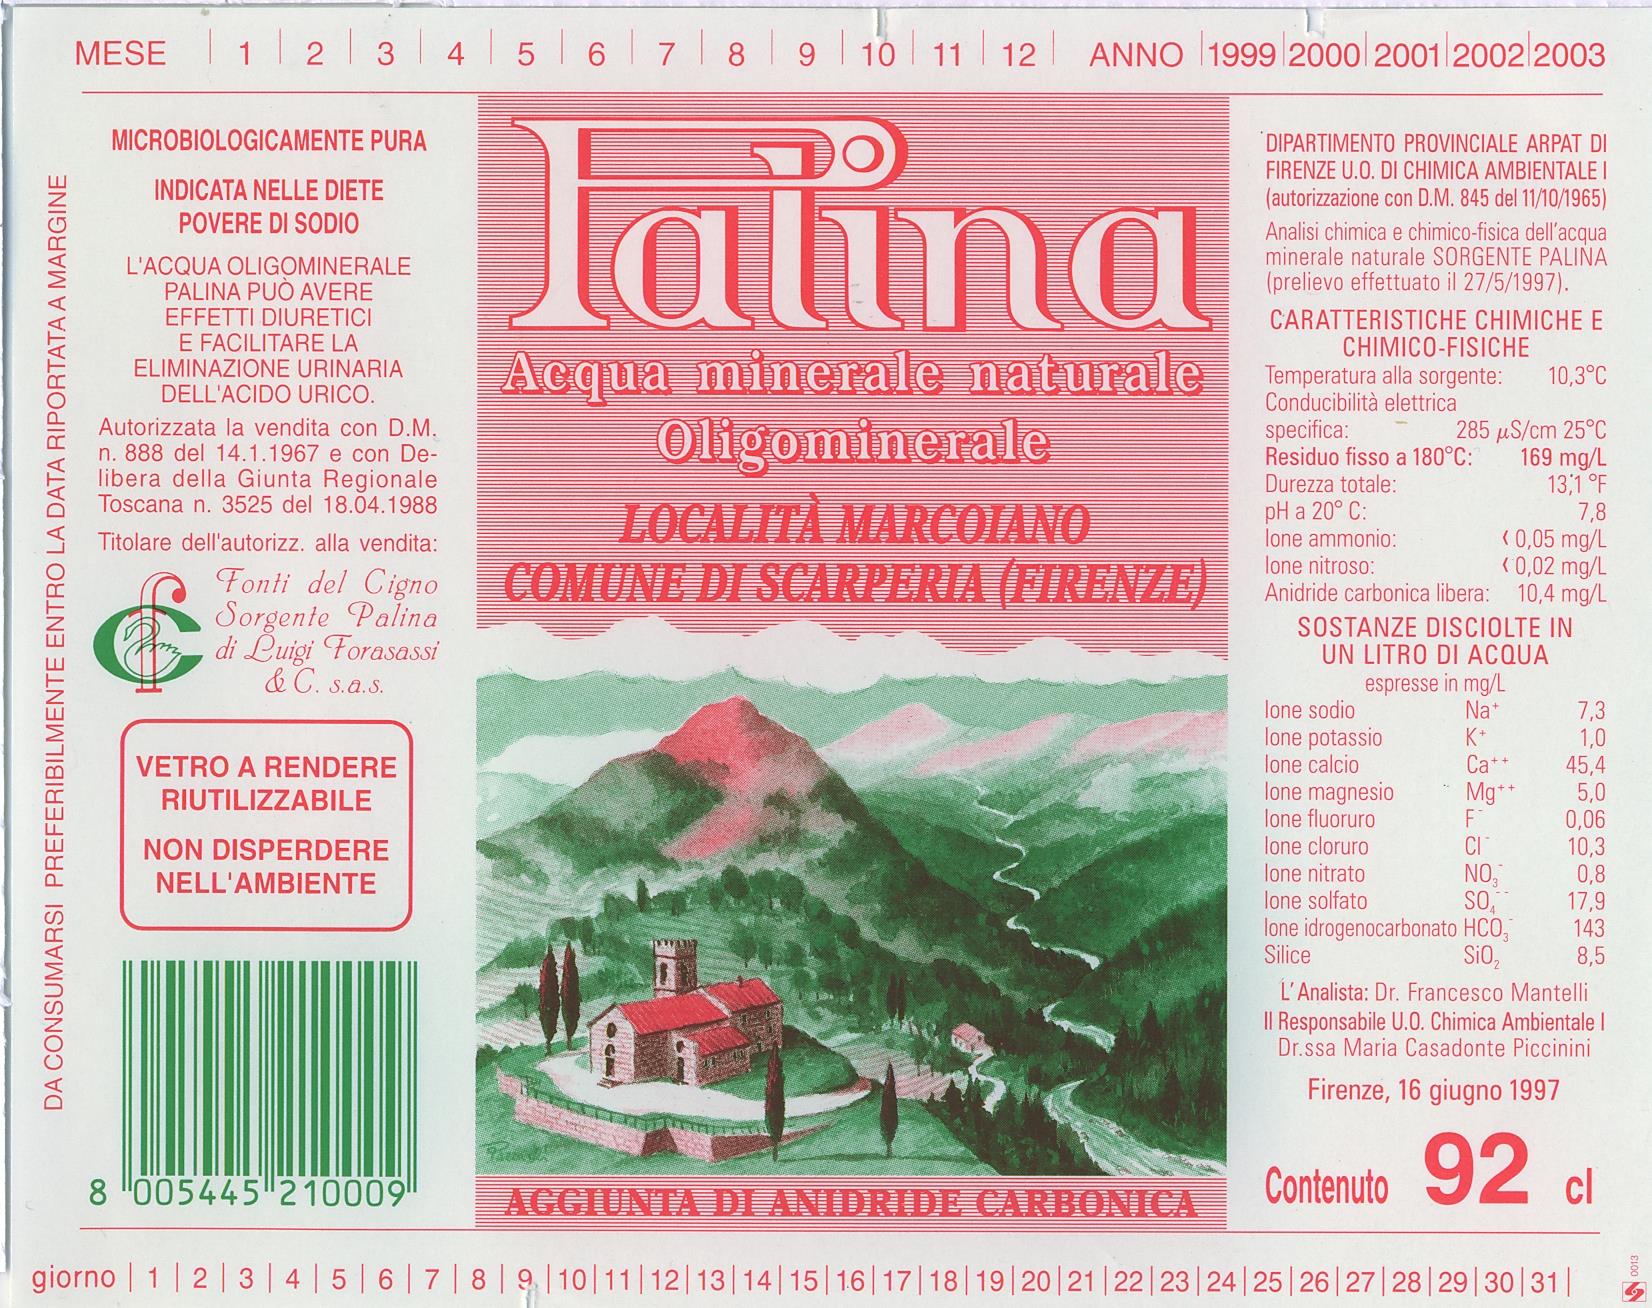 MESE | 1 | 2 | 3 | 4 | 5 | 6 | 7 | 8 | 9 | 10 | 11 | 12 | ANNO | 1999 | 2000 | 2001 | 2002 | 2003
DA CONSUMARSI PREFERIBILMENTE ENTRO LA DATA RIPORTATA A MARGINE
MICROBIOLOGICAMENTE PURA
INDICATA NELLE DIETE
POVERE DI SODIO
L'ACQUA OLIGOMINERALE
PALINA PUÒ AVERE
EFFETTI DIURETICI
E FACILITARE LA
ELIMINAZIONE URINARIA
DELL'ACIDO URICO.
Autorizzata la vendita con D.M.
n. 888 del 14.1.1967 e con De-
libera della Giunta Regionale
Toscana n. 3525 del 18.04.1988
Titolare dell'autorizz. alla vendita:
Fonti del Cigno
Sorgente Palina
di Luigi Forasassi
& C. s.a.s.
VETRO A RENDERE
RIUTILIZZABILE
NON DISPERDERE
NELL'AMBIENTE
8 005445 210009
Palina
Acqua minerale naturale
Oligominerale
LOCALITÀ MARCOIANO
COMUNE DI SCARPERIA (FIRENZE)
AGGIUNTA DI ANIDRIDE CARBONICA
DIPARTIMENTO PROVINCIALE ARPAT DI
FIRENZE U.O. DI CHIMICA AMBIENTALE I
(autorizzazione con D.M. 845 del 11/10/1965)
Analisi chimica e chimico-fisica dell'acqua
minerale naturale SORGENTE PALINA
(prelievo effettuato il 27/5/1997).
CARATTERISTICHE CHIMICHE E
CHIMICO-FISICHE
Temperatura alla sorgente: 10,3°C
Conducibilità elettrica
specifica: 285 µS/cm 25°C
Residuo fisso a 180°C: 169 mg/L
Durezza totale: 13,1 °F
pH a 20° C: 7,8
Ione ammonio: < 0,05 mg/L
Ione nitroso: < 0,02 mg/L
Anidride carbonica libera: 10,4 mg/L
SOSTANZE DISCIOLTE IN
UN LITRO DI ACQUA
espresse in mg/L
Ione sodio Na⁺ 7,3
Ione potassio K⁺ 1,0
Ione calcio Ca⁺⁺ 45,4
Ione magnesio Mg⁺⁺ 5,0
Ione fluoruro F⁻ 0,06
Ione cloruro Cl⁻ 10,3
Ione nitrato NO₃⁻ 0,8
Ione solfato SO₄⁻⁻ 17,9
Ione idrogenocarbonato HCO₃⁻ 143
Silice SiO₂ 8,5
L'Analista: Dr. Francesco Mantelli
Il Responsabile U.O. Chimica Ambientale I
Dr.ssa Maria Casadonte Piccinini
Firenze, 16 giugno 1997
Contenuto 92 cl
giorno | 1 | 2 | 3 | 4 | 5 | 6 | 7 | 8 | 9 | 10 | 11 | 12 | 13 | 14 | 15 | 16 | 17 | 18 | 19 | 20 | 21 | 22 | 23 | 24 | 25 | 26 | 27 | 28 | 29 | 30 | 31 |
0013